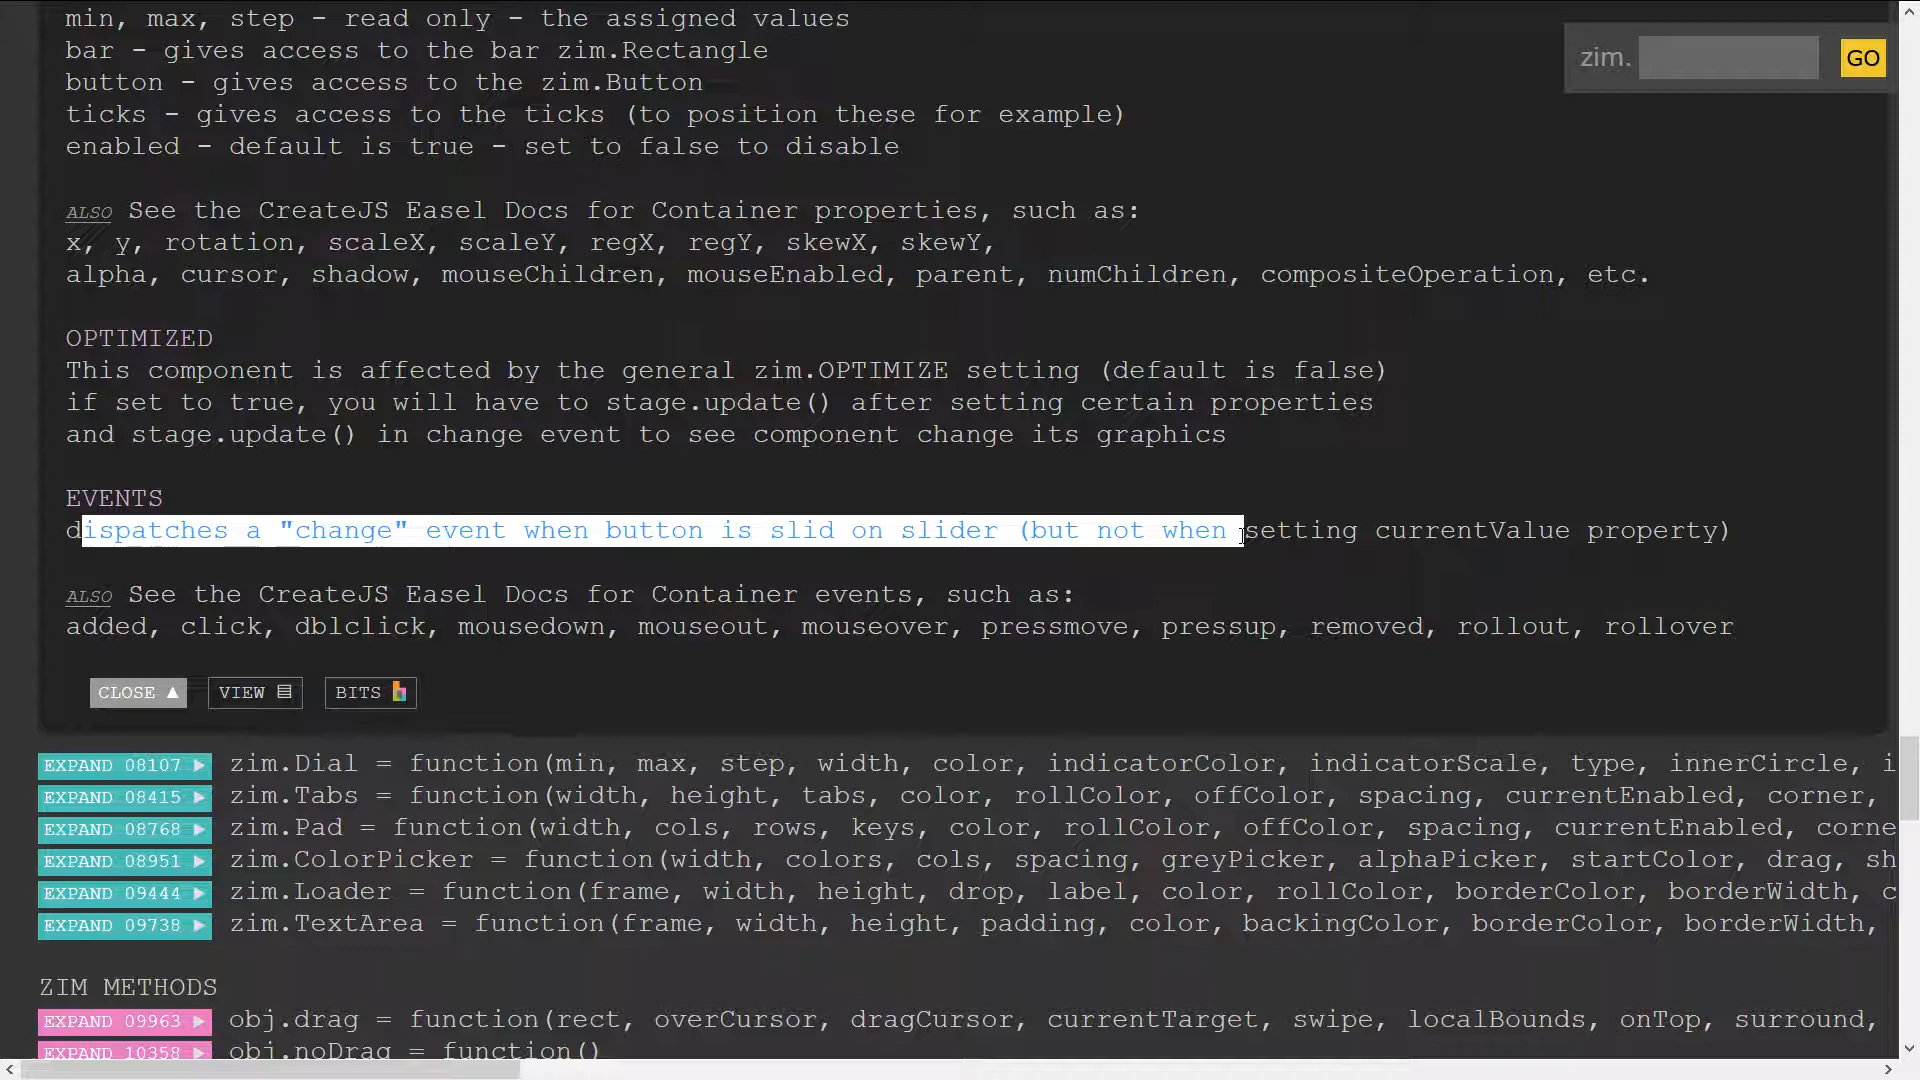 min, max, step - read only - the assigned values
bar - gives access to the bar zim.Rectangle
button - gives access to the zim.Button
ticks - gives access to the ticks (to position these for example)
enabled - default is true - set to false to disable
zim.
GO
ALSO See the CreateJS Easel Docs for Container properties, such as:
x, y, rotation, scaleX, scaleY, regX, regY, skewX, skewY,
alpha, cursor, shadow, mouseChildren, mouseEnabled, parent, numChildren, compositeOperation, etc.
OPTIMIZED
This component is affected by the general zim.OPTIMIZE setting (default is false)
if set to true, you will have to stage.update() after setting certain properties
and stage.update() in change event to see component change its graphics
EVENTS
dispatches a "change" event when button is slid on slider (but not when setting currentValue property)
ALSO See the CreateJS Easel Docs for Container events, such as:
added, click, dblclick, mousedown, mouseout, mouseover, pressmove, pressup, removed, rollout, rollover
CLOSE ▲ VIEW BITS
EXPAND 08107 ▶ zim.Dial = function(min, max, step, width, color, indicatorColor, indicatorScale, type, innerCircle, i
EXPAND 08415 ▶ zim.Tabs = function(width, height, tabs, color, rollColor, offColor, spacing, currentEnabled, corner,
EXPAND 08768 ▶ zim.Pad = function(width, cols, rows, keys, color, rollColor, offColor, spacing, currentEnabled, corne
EXPAND 08951 ▶ zim.ColorPicker = function(width, colors, cols, spacing, greyPicker, alphaPicker, startColor, drag, sh
EXPAND 09444 ▶ zim.Loader = function(frame, width, height, drop, label, color, rollColor, borderColor, borderWidth, c
EXPAND 09738 ▶ zim.TextArea = function(frame, width, height, padding, color, backingColor, borderColor, borderWidth,
ZIM METHODS
EXPAND 09963 ▶ obj.drag = function(rect, overCursor, dragCursor, currentTarget, swipe, localBounds, onTop, surround,
EXPAND 10358 ▶ obj.noDrag = function()